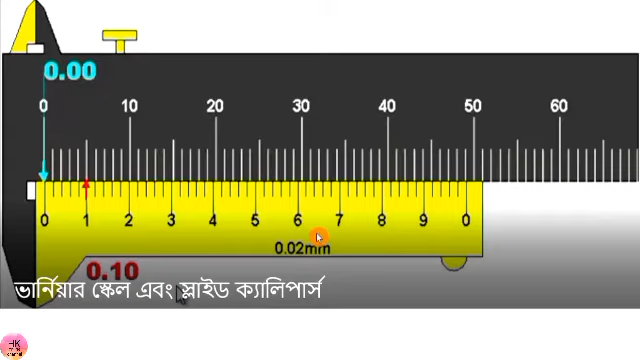 0.00
0 10 20 30 40 50 60
0 1 2 3 4 5 6 7 8 9 0
0.02mm
0.10
ভার্নিয়ার স্কেল এবং স্লাইড ক্যালিপার্স
HK